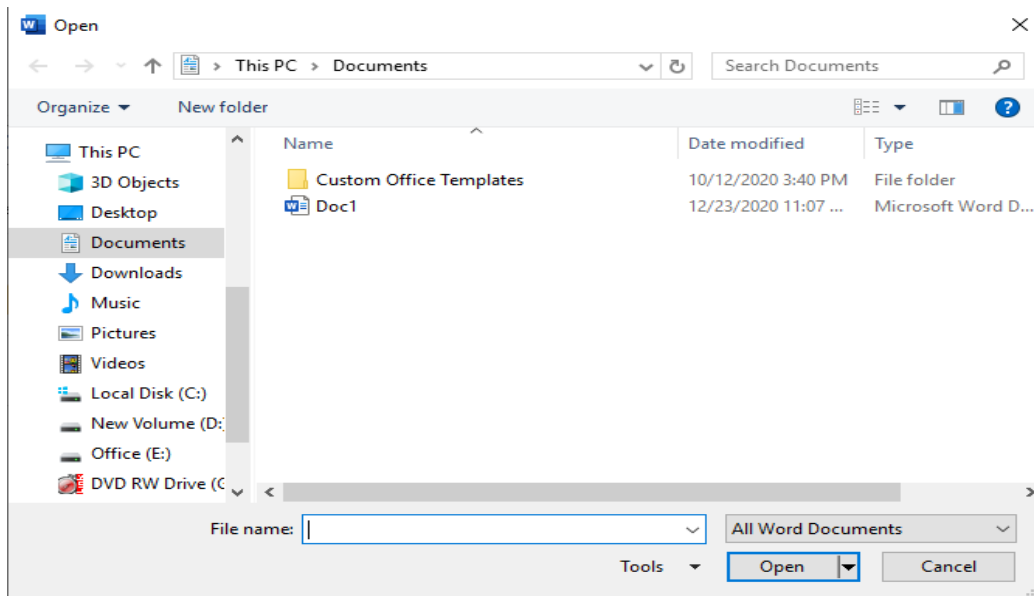 W Open
This PC > Documents
Search Documents
Organize
New folder
?
Name
Date modified
Type
Custom Office Templates
10/12/2020 3:40 PM
File folder
W Doc1
12/23/2020 11:07 ...
Microsoft Word D...
This PC
3D Objects
Desktop
Documents
Downloads
Music
Pictures
Videos
Local Disk (C:)
New Volume (D:
Office (E:)
DVD RW Drive (G
File name:
All Word Documents
Tools
Open
Cancel